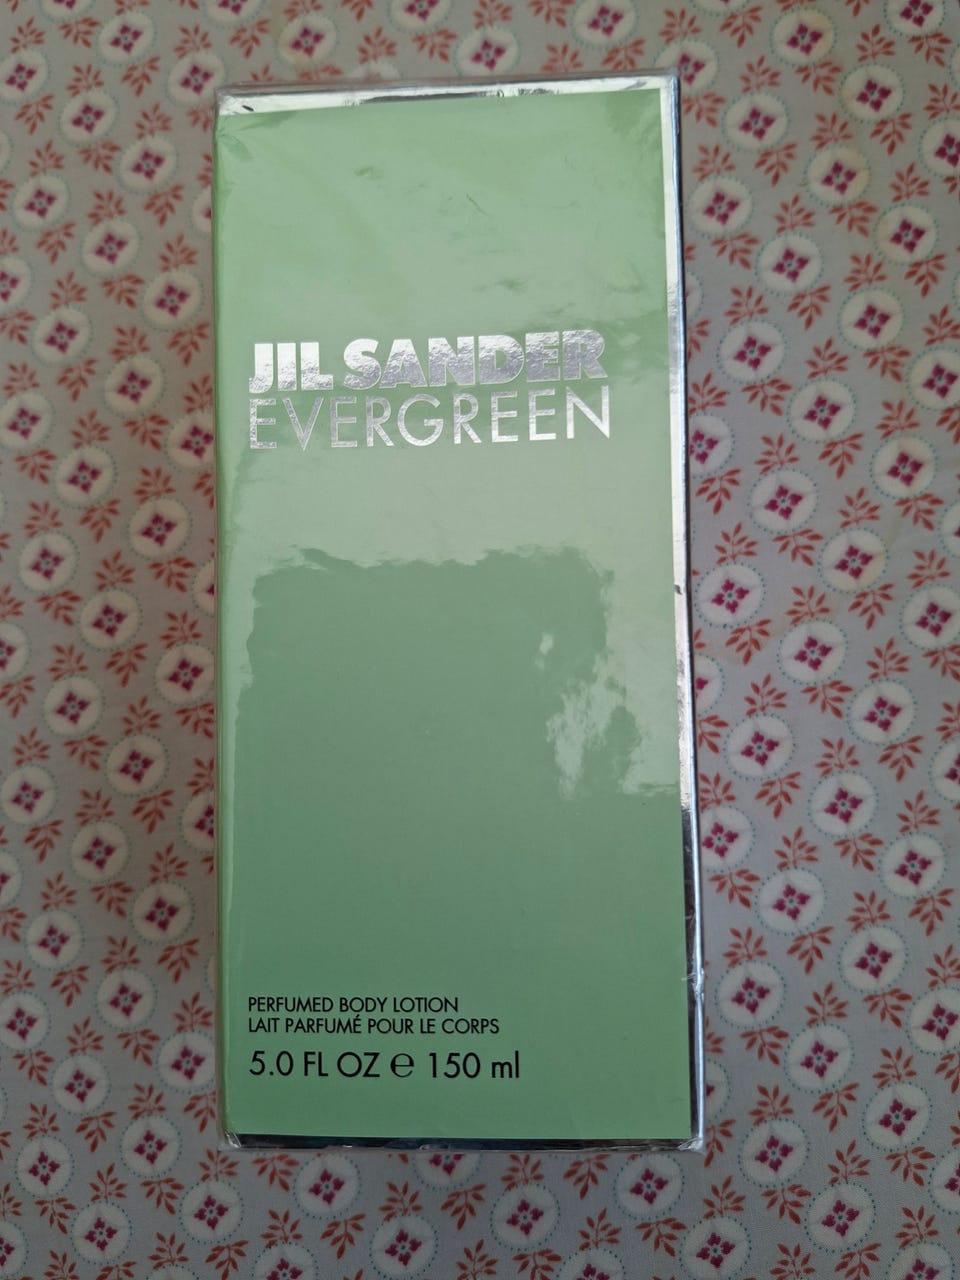 JIL SANDER
EVERGREEN
PERFUMED BODY LOTION
LAIT PARFUMÉ POUR LE CORPS
5.0 FL OZ ℮ 150 ml